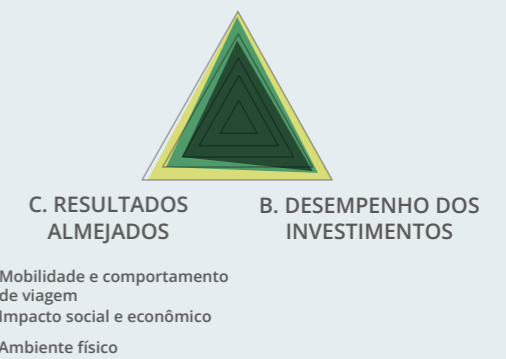 C. RESULTADOS
ALMEJADOS
B. DESEMPENHO DOS
INVESTIMENTOS
Mobilidade e comportamento
de viagem
Impacto social e econômico
Ambiente físico